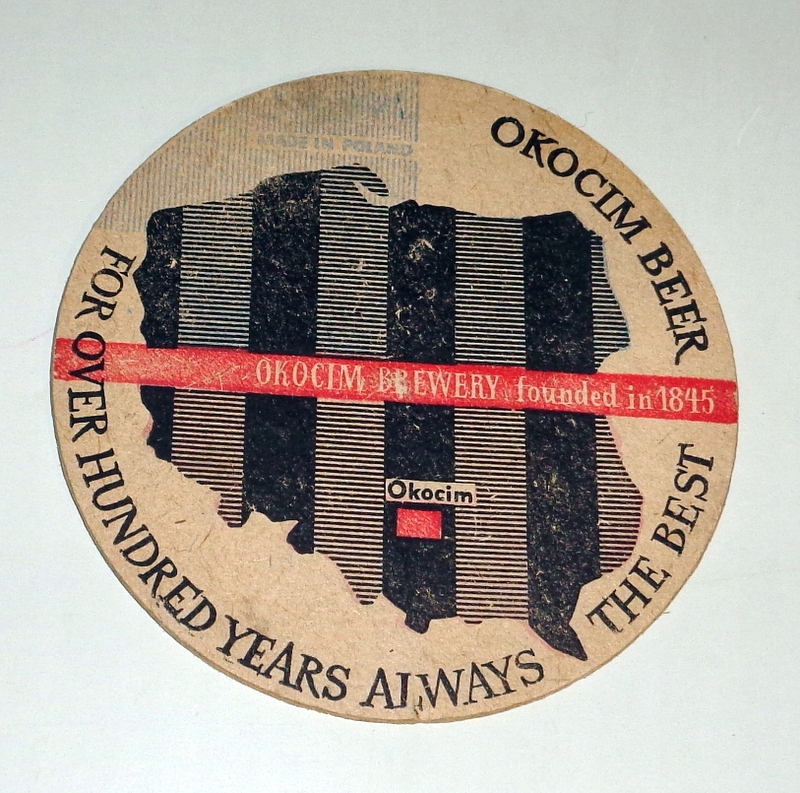 MADE IN POLAND
OKOCIM BEER
FOR OVER HUNDRED YEARS ALWAYS THE BEST
OKOCIM BREWERY founded in 1845
Okocim